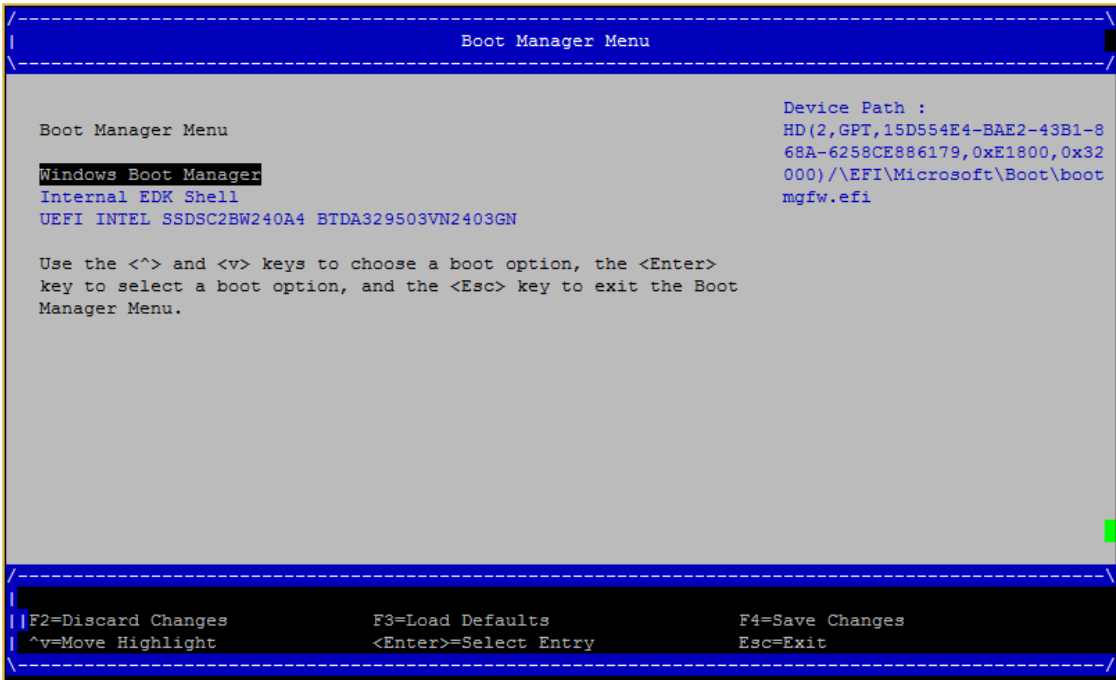 Boot Manager Menu
Boot Manager Menu
Windows Boot Manager
Internal EDK Shell
UEFI INTEL SSDSC2BW240A4 BTDA329503VN2403GN
Use the <^> and <v> keys to choose a boot option, the <Enter>
key to select a boot option, and the <Esc> key to exit the Boot
Manager Menu.
Device Path :
HD(2,GPT,15D554E4-BAE2-43B1-8
68A-6258CE886179,0xE1800,0x32
000)/\EFI\Microsoft\Boot\boot
mgfw.efi
F2=Discard Changes F3=Load Defaults F4=Save Changes
^v=Move Highlight <Enter>=Select Entry Esc=Exit